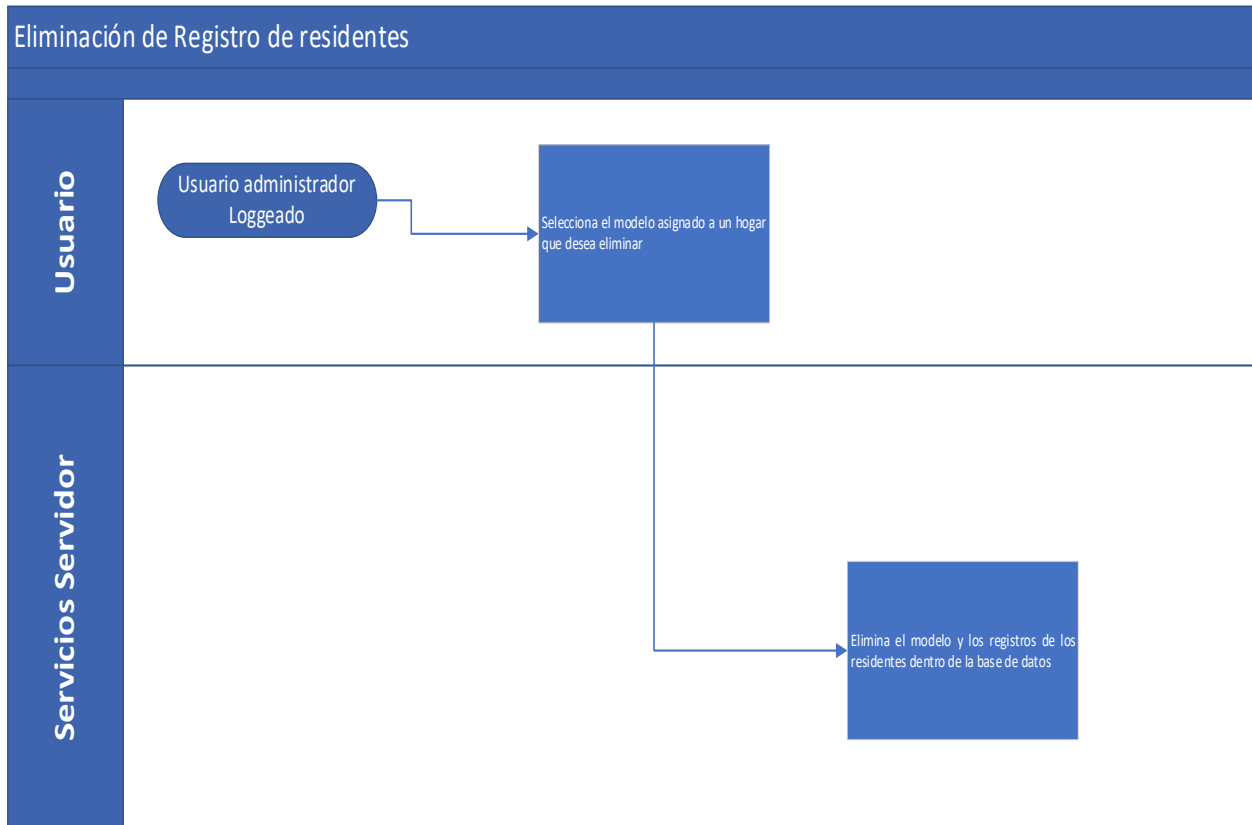 Eliminación de Registro de residentes
Usuario
Usuario administrador
Loggeado
Selecciona el modelo asignado a un hogar
que desea eliminar
Servicios Servidor
Elimina el modelo y los registros de los
residentes dentro de la base de datos